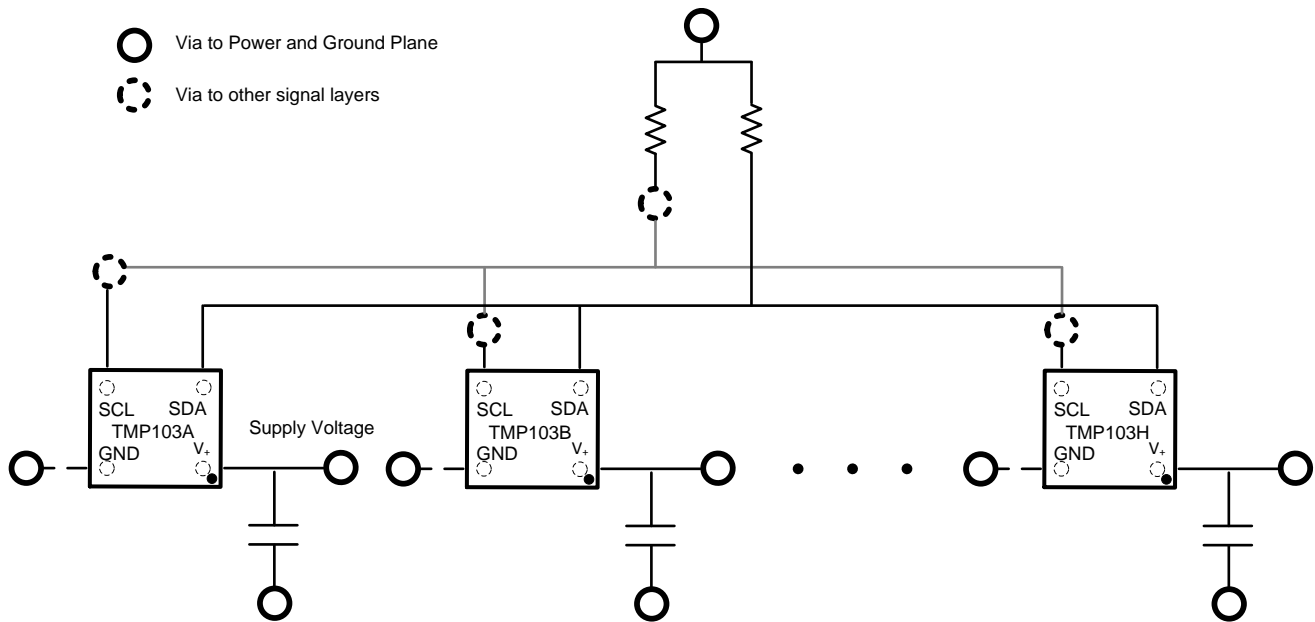 Via to Power and Ground Plane
Via to other signal layers
SCL SDA
TMP103A
GND V+
Supply Voltage
SCL SDA
TMP103B
GND V+
SCL SDA
TMP103H
GND V+